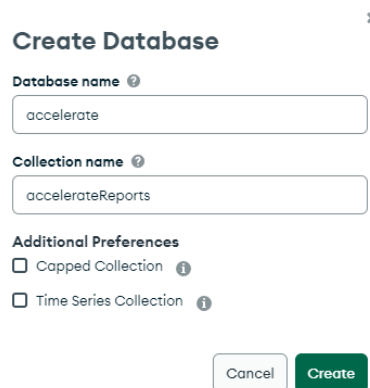 Create Database
Database name
accelerate
Collection name
accelerateReports
Additional Preferences
Capped Collection
Time Series Collection
Cancel Create